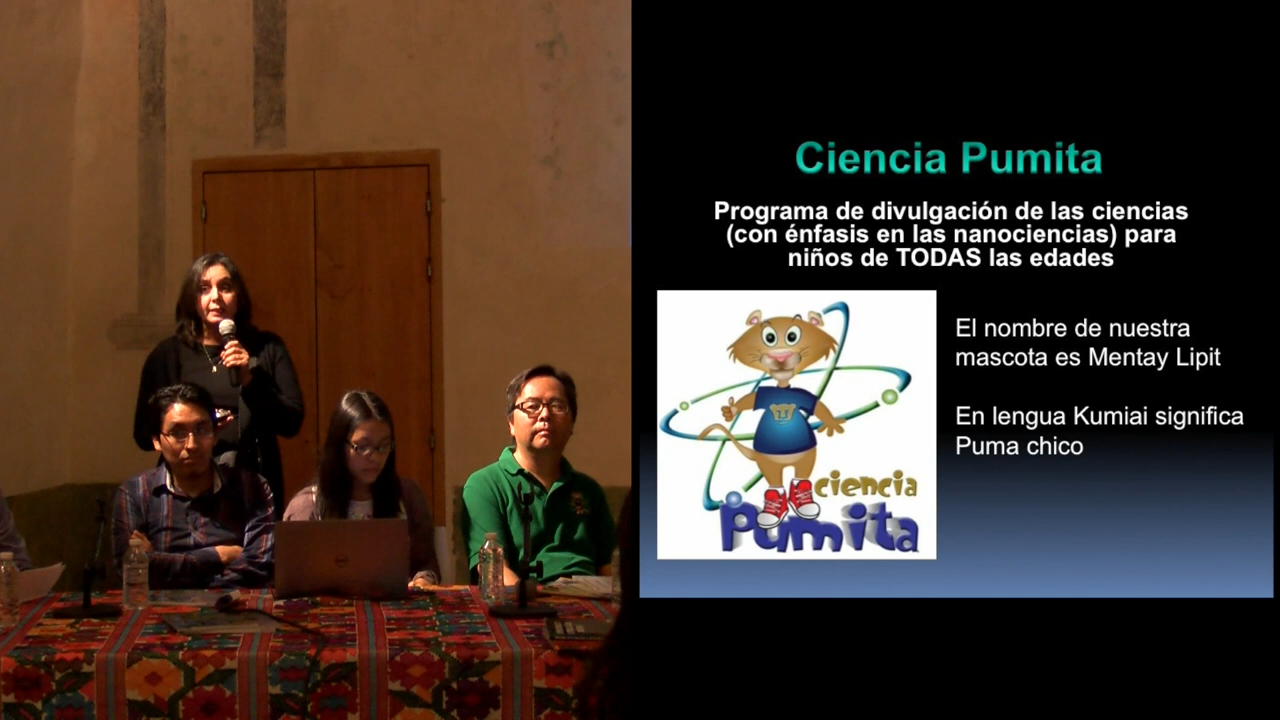 Ciencia Pumita
Programa de divulgación de las ciencias
(con énfasis en las nanociencias) para
niños de TODAS las edades
El nombre de nuestra
mascota es Mentay Lipit
En lengua Kumiai significa
Puma chico
ciencia
Pumita